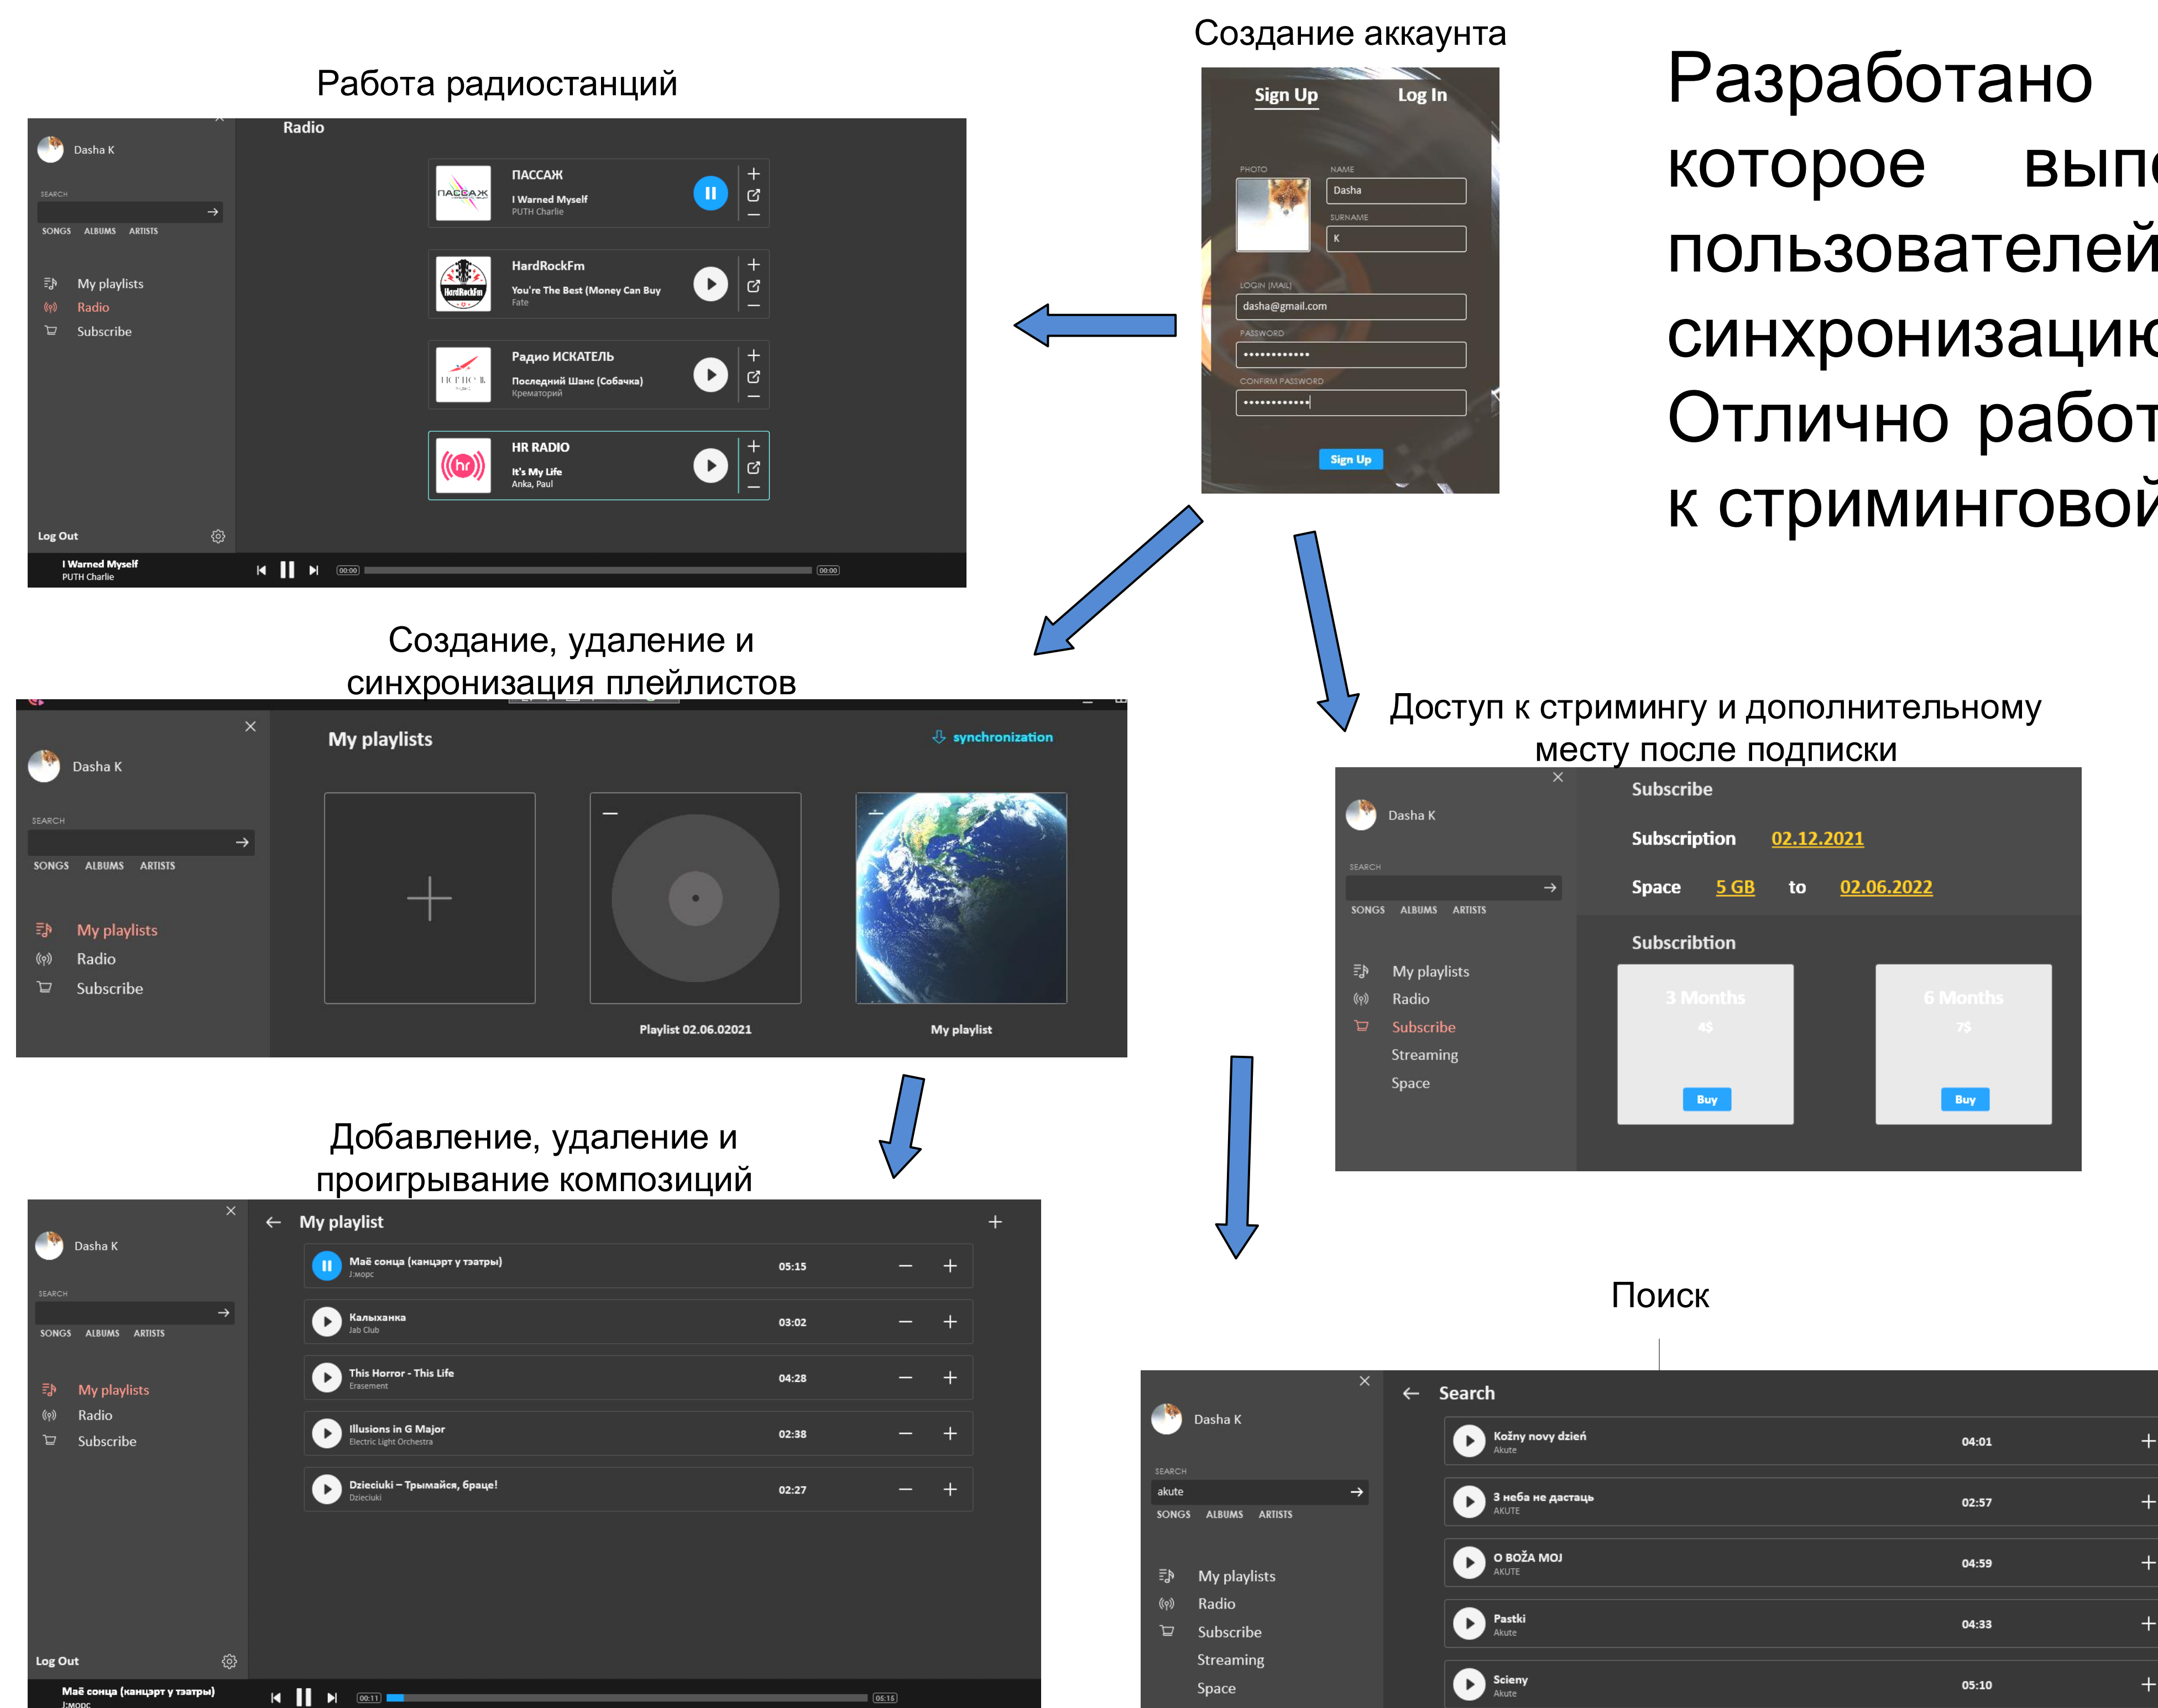 Создание аккаунта
Работа радиостанций
Разработано
которое
пользователей
Отлично
к стриминговой
Sign Up Log In
PHOTO NAME
Dasha
SURNAME
K
LOGIN (MAIL)
dasha@gmail.com
PASSWORD
CONFIRM PASSWORD
Sign Up
Radio
Dasha K
SEARCH
SONGS ALBUMS ARTISTS
My playlists
Radio
Subscribe
ПАССАЖ
ПАССАЖ
I Warned Myself
PUTH Charlie
HardRockFm
HardRockFm
You're The Best (Money Can Buy
Fate
Радио ИСКАТЕЛЬ
Последний Шанс (Собачка)
Крематорий
(hr)
HR RADIO
It's My Life
Anka, Paul
Log Out
I Warned Myself
PUTH Charlie
00:00 00:00
Создание, удаление и
синхронизация плейлистов
Dasha K
SEARCH
SONGS ALBUMS ARTISTS
My playlists
Radio
Subscribe
My playlists
synchronization
Playlist 02.06.02021
My playlist
Доступ к стримингу и дополнительному
месту после подписки
Dasha K
SEARCH
SONGS ALBUMS ARTISTS
My playlists
Radio
Subscribe
Streaming
Space
Subscribe
Subscription 02.12.2021
Space 5 GB to 02.06.2022
Subscribtion
3 Months
4$
Buy
6 Months
7$
Buy
Добавление, удаление и
проигрывание композиций
Dasha K
SEARCH
SONGS ALBUMS ARTISTS
My playlists
Radio
Subscribe
Log Out
My playlist
Маё сонца (канцэрт у тэатры)
J:морс
05:15
Калыханка
Jab Club
03:02
This Horror - This Life
Erasement
04:28
Illusions in G Major
Electric Light Orchestra
02:38
Dzieciuki – Трымайся, браце!
Dzieciuki
02:27
Маё сонца (канцэрт у тэатры)
J:морс
00:11 05:15
Поиск
Dasha K
SEARCH
akute
SONGS ALBUMS ARTISTS
My playlists
Radio
Subscribe
Streaming
Space
Search
Kožny novy dzień
Akute
04:01
З неба не дастаць
AKUTE
02:57
O BOŽA MOJ
AKUTE
04:59
Pastki
Akute
04:33
Scieny
Akute
05:10